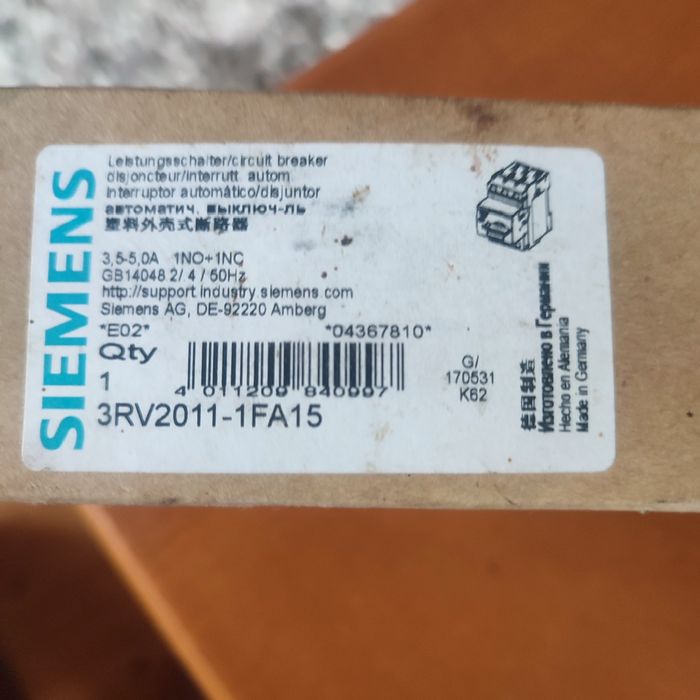 SIEMENS
Leistungsschalter/circuit breaker
disjoncteur/interrutt. autom.
interruptor automático/disjuntor
автоматич. выключ-ль
塑料外壳式断路器
3,5-5,0A 1NO+1NC
GB14048.2/ 4 / 50Hz
http://support.industry.siemens.com
Siemens AG, DE-92220 Amberg
*E02* *04367810*
Qty
1
4 011209 840997
3RV2011-1FA15
G/
170531
K62
德国制造
Изготовлено в Германии
Hecho en Alemania
Made in Germany